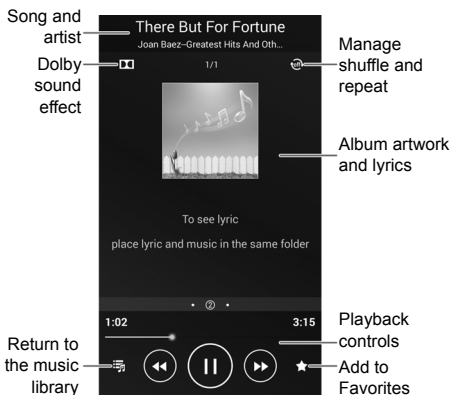 Song and
artist
There But For Fortune
Joan Baez–Greatest Hits And Oth...
Dolby
sound
effect
1/1
off
Manage
shuffle and
repeat
Album artwork
and lyrics
To see lyric
place lyric and music in the same folder
• ② •
1:02
3:15
Playback
controls
Return to
the music
library
Add to
Favorites